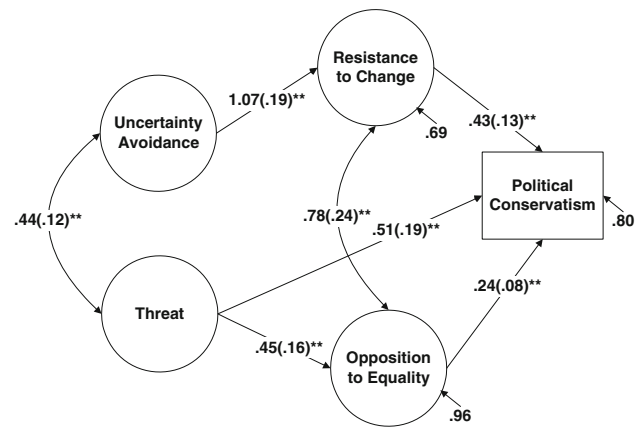 Resistance
to Change
1.07(.19)**
Uncertainty
Avoidance
.43(.13)**
.69
Political
Conservatism
.44(.12)**
.78(.24)**
.51(.19)**
.80
.24(.08)**
Threat
.45(.16)**
Opposition
to Equality
.96